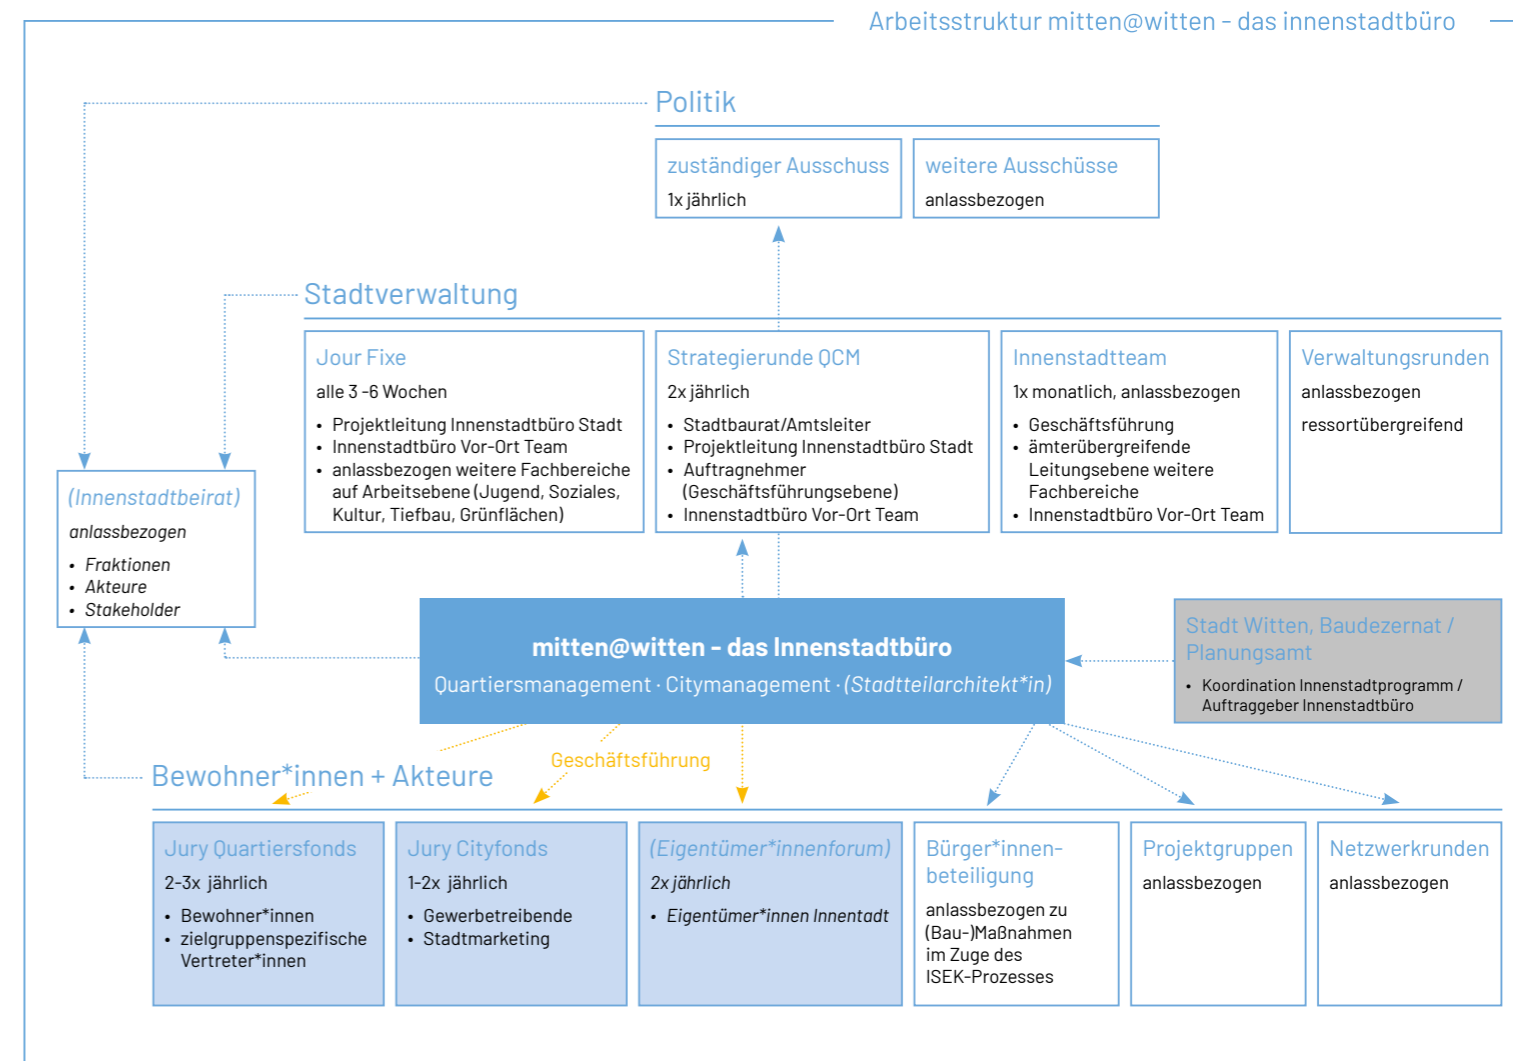 Arbeitsstruktur mitten@witten - das innenstadtbüro
Politik
zuständiger Ausschuss
1x jährlich
weitere Ausschüsse
anlassbezogen
Stadtverwaltung
Jour Fixe
alle 3 -6 Wochen
• Projektleitung Innenstadtbüro Stadt
• Innenstadtbüro Vor-Ort Team
• anlassbezogen weitere Fachbereiche
auf Arbeitsebene (Jugend, Soziales,
Kultur, Tiefbau, Grünflächen)
Strategierunde QCM
2x jährlich
• Stadtbaurat/Amtsleiter
• Projektleitung Innenstadtbüro Stadt
• Auftragnehmer
(Geschäftsführungsebene)
• Innenstadtbüro Vor-Ort Team
Innenstadtteam
1x monatlich, anlassbezogen
• Geschäftsführung
• ämterübergreifende
Leitungsebene weitere
Fachbereiche
• Innenstadtbüro Vor-Ort Team
Verwaltungsrunden
anlassbezogen
ressortübergreifend
(Innenstadtbeirat)
anlassbezogen
• Fraktionen
• Akteure
• Stakeholder
mitten@witten - das Innenstadtbüro
Quartiersmanagement · Citymanagement · (Stadtteilarchitekt*in)
Stadt Witten, Baudezernat /
Planungsamt
• Koordination Innenstadtprogramm /
Auftraggeber Innenstadtbüro
Geschäftsführung
Bewohner*innen + Akteure
Jury Quartiersfonds
2-3x jährlich
• Bewohner*innen
• zielgruppenspezifische
Vertreter*innen
Jury Cityfonds
1-2x jährlich
• Gewerbetreibende
• Stadtmarketing
(Eigentümer*innenforum)
2x jährlich
• Eigentümer*innen Innentadt
Bürger*innen-
beteiligung
anlassbezogen zu
(Bau-)Maßnahmen
im Zuge des
ISEK-Prozesses
Projektgruppen
anlassbezogen
Netzwerkrunden
anlassbezogen